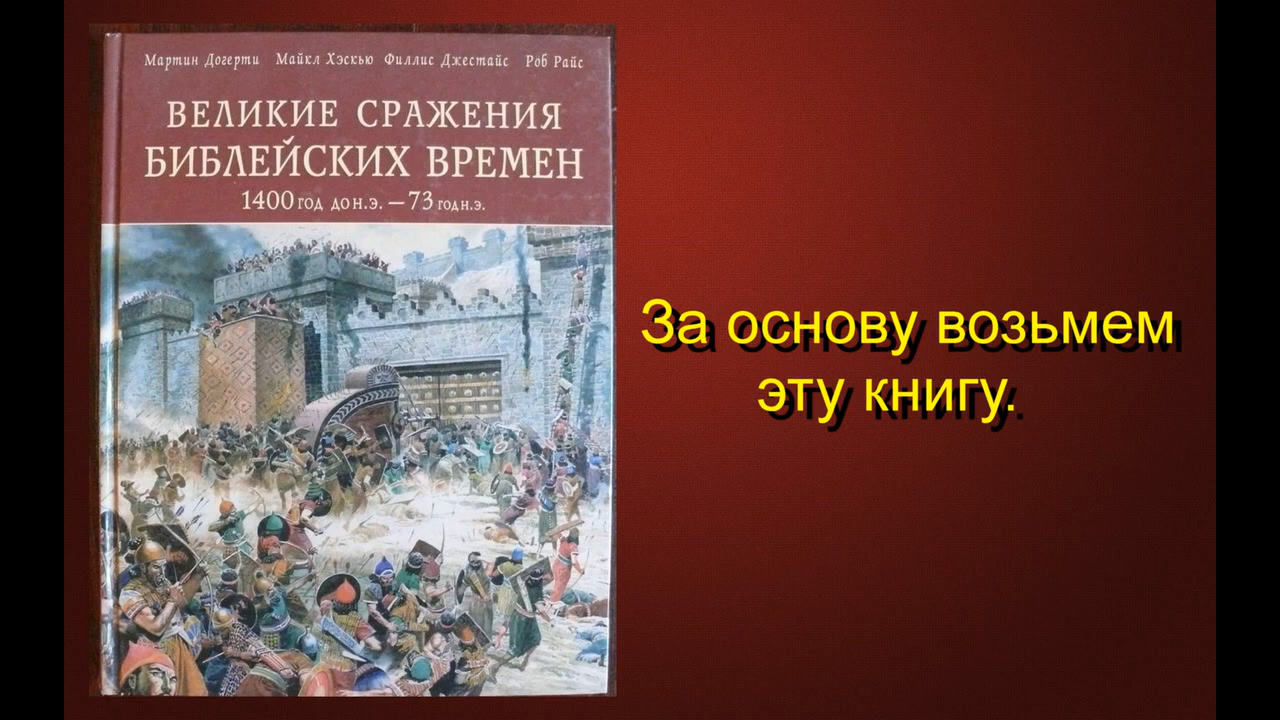 Мартин Догерти Майкл Хэскью Филлис Джестайс Роб Райс
ВЕЛИКИЕ СРАЖЕНИЯ
БИБЛЕЙСКИХ ВРЕМЕН
1400 год до н.э. – 73 год н.э.
За основу возьмем
эту книгу.